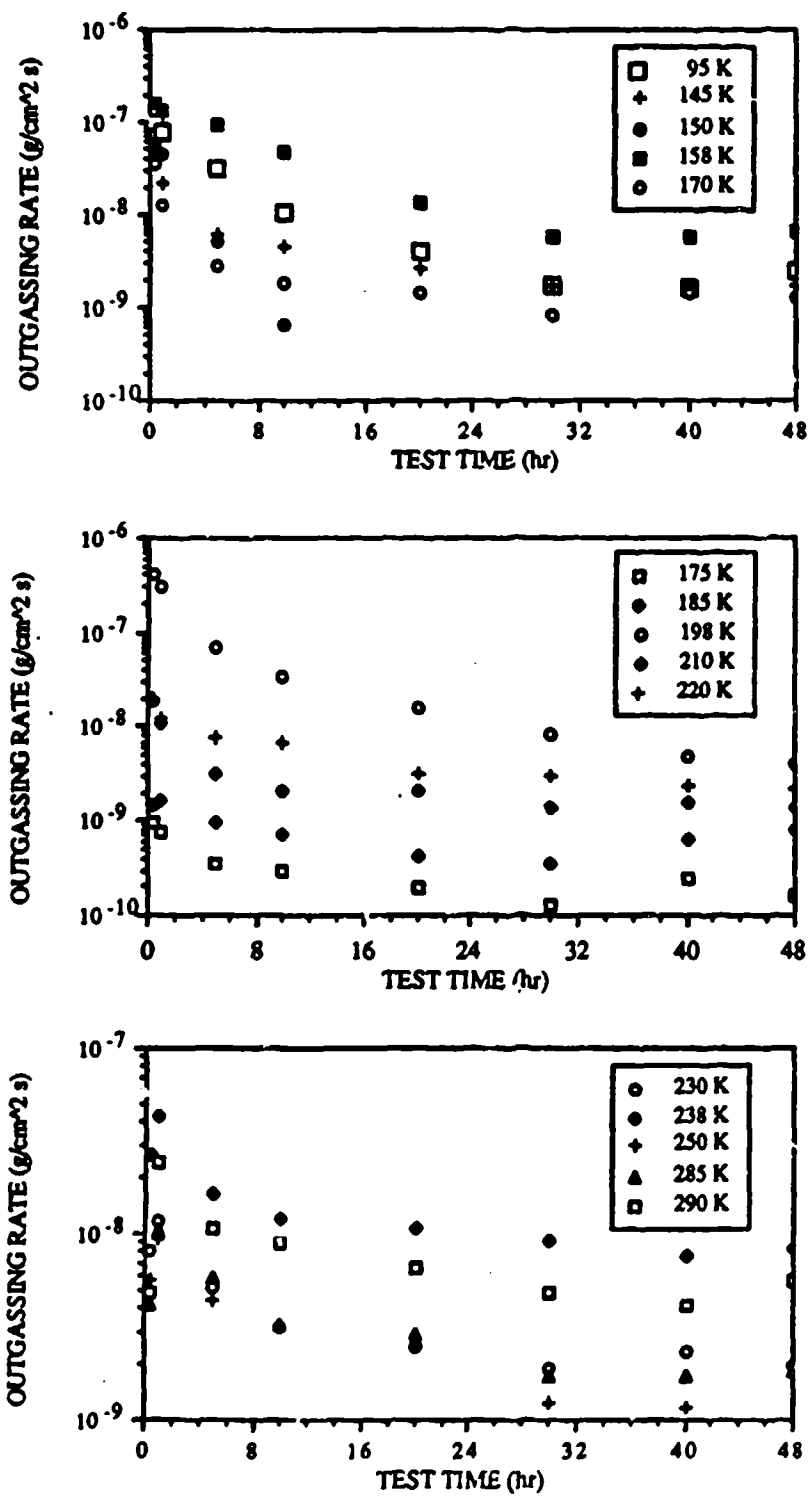 OUTGASSING RATE (g/cm^2 s)
10^-6
10^-7
10^-8
10^-9
10^-10
95 K
145 K
150 K
158 K
170 K
0 8 16 24 32 40 48
TEST TIME (hr)
OUTGASSING RATE (g/cm^2 s)
10^-6
10^-7
10^-8
10^-9
10^-10
175 K
185 K
198 K
210 K
220 K
0 8 16 24 32 40 48
TEST TIME (hr)
OUTGASSING RATE (g/cm^2 s)
10^-7
10^-8
10^-9
230 K
238 K
250 K
285 K
290 K
0 8 16 24 32 40 48
TEST TIME (hr)